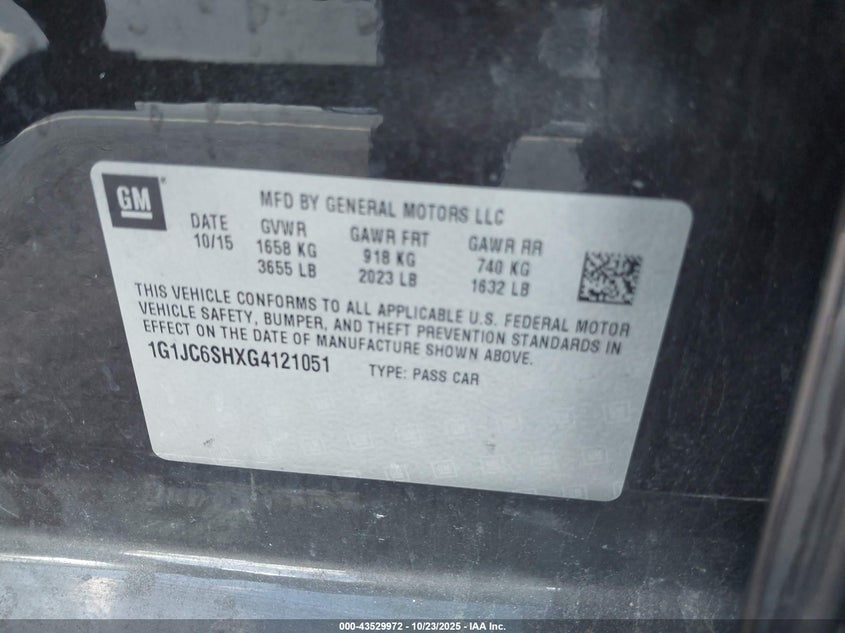 GM
MFD BY GENERAL MOTORS LLC
DATE GVWR GAWR FRT GAWR RR
10/15 1658 KG 918 KG 740 KG
3655 LB 2023 LB 1632 LB
THIS VEHICLE CONFORMS TO ALL APPLICABLE U.S. FEDERAL MOTOR
VEHICLE SAFETY, BUMPER, AND THEFT PREVENTION STANDARDS IN
EFFECT ON THE DATE OF MANUFACTURE SHOWN ABOVE.
1G1JC6SHXG4121051 TYPE: PASS CAR
000-43529972 - 10/23/2025 - IAA Inc.